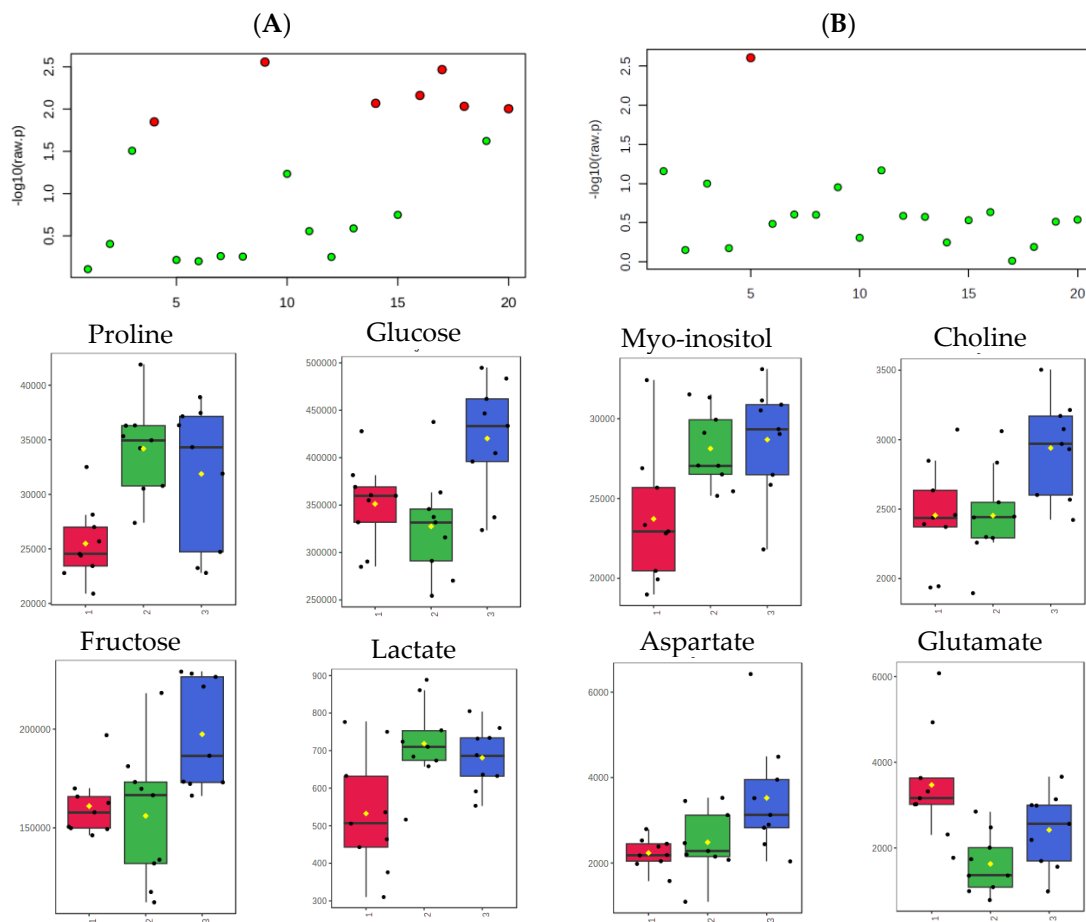 (A) (B)
-log10(raw.p)
2.5
2.0
1.5
1.0
0.5
5 10 15 20
-log10(raw.p)
2.5
2.0
1.5
1.0
0.5
0.0
5 10 15 20
Proline Glucose Myo-inositol Choline
40000
35000
30000
25000
20000
1 2 3
500000
450000
400000
350000
300000
250000
1 2 3
30000
25000
20000
1 2 3
3500
3000
2500
2000
1 2 3
Fructose Lactate Aspartate Glutamate
200000
150000
1 2 3
900
800
700
600
500
400
300
1 2 3
6000
4000
2000
1 2 3
6000
4000
2000
1 2 3